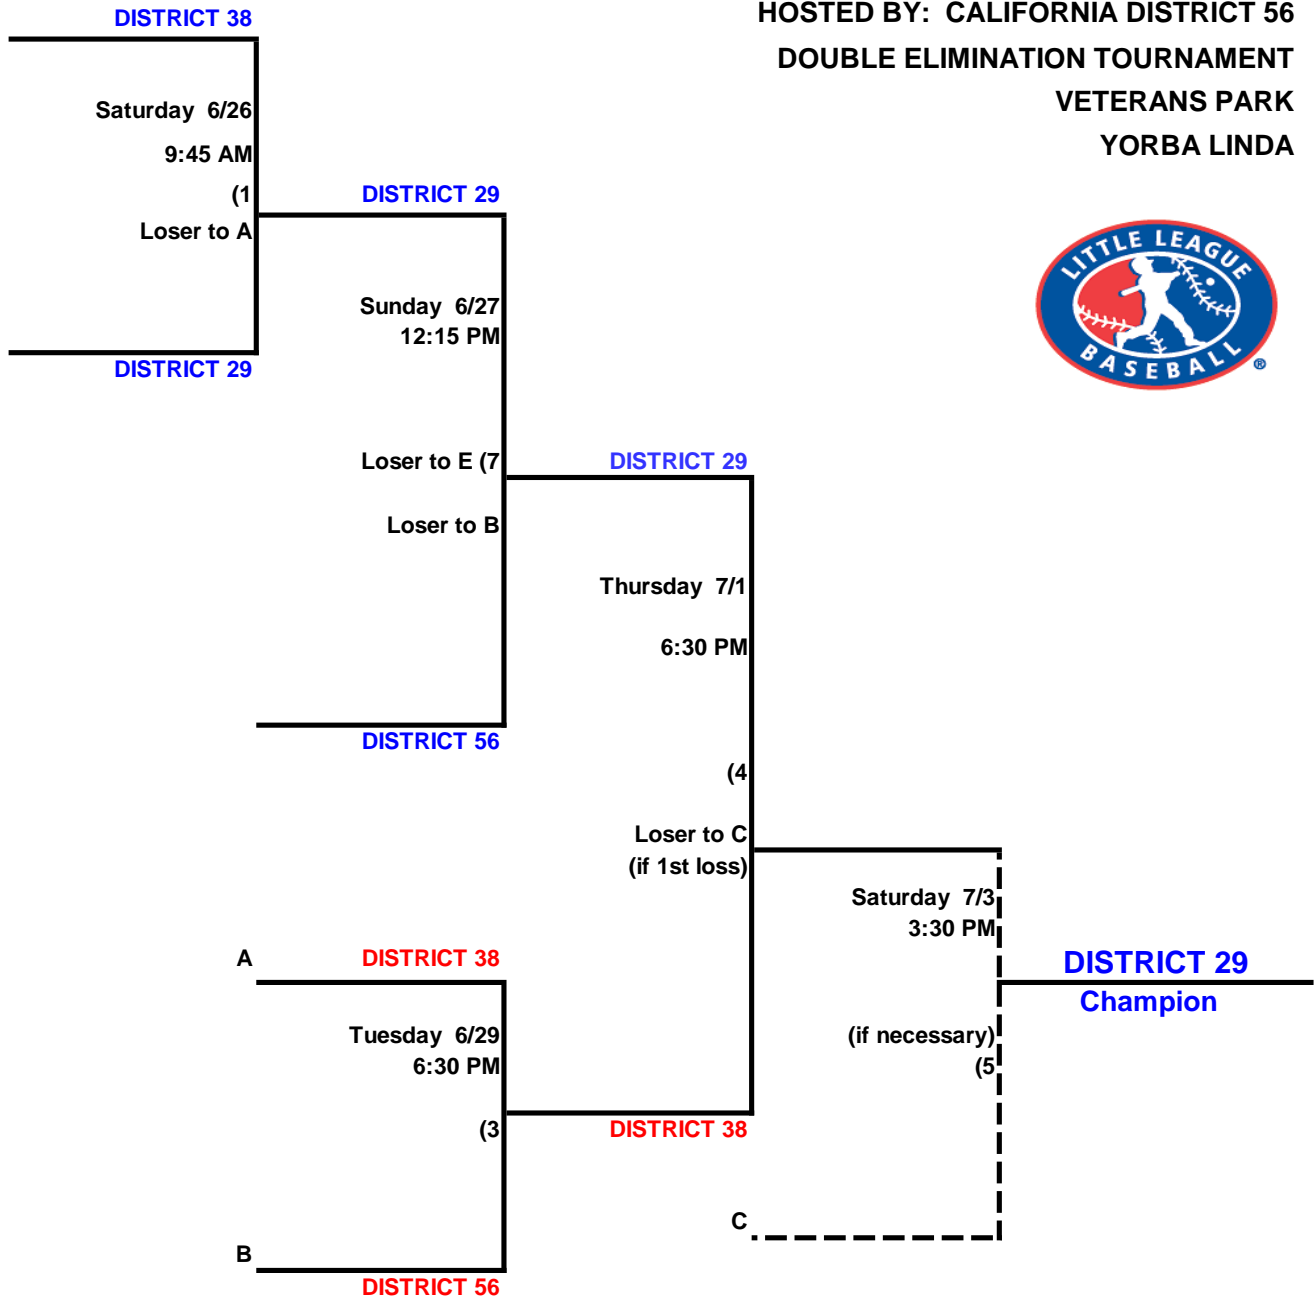 DISTRICT 38
HOSTED BY:  CALIFORNIA DISTRICT 56
DOUBLE ELIMINATION TOURNAMENT
VETERANS PARK
YORBA LINDA
Saturday  6/26
9:45 AM
(1
Loser to A
DISTRICT 29
DISTRICT 29
LITTLE LEAGUE
BASEBALL
®
Sunday  6/27
12:15 PM
Loser to E (7
Loser to B
DISTRICT 29
Thursday  7/1
6:30 PM
DISTRICT 56
(4
Loser to C
(if 1st loss)
Saturday  7/3
3:30 PM
A
DISTRICT 38
DISTRICT 29
Champion
Tuesday  6/29
6:30 PM
(if necessary)
(5
(3
DISTRICT 38
C
B
DISTRICT 56